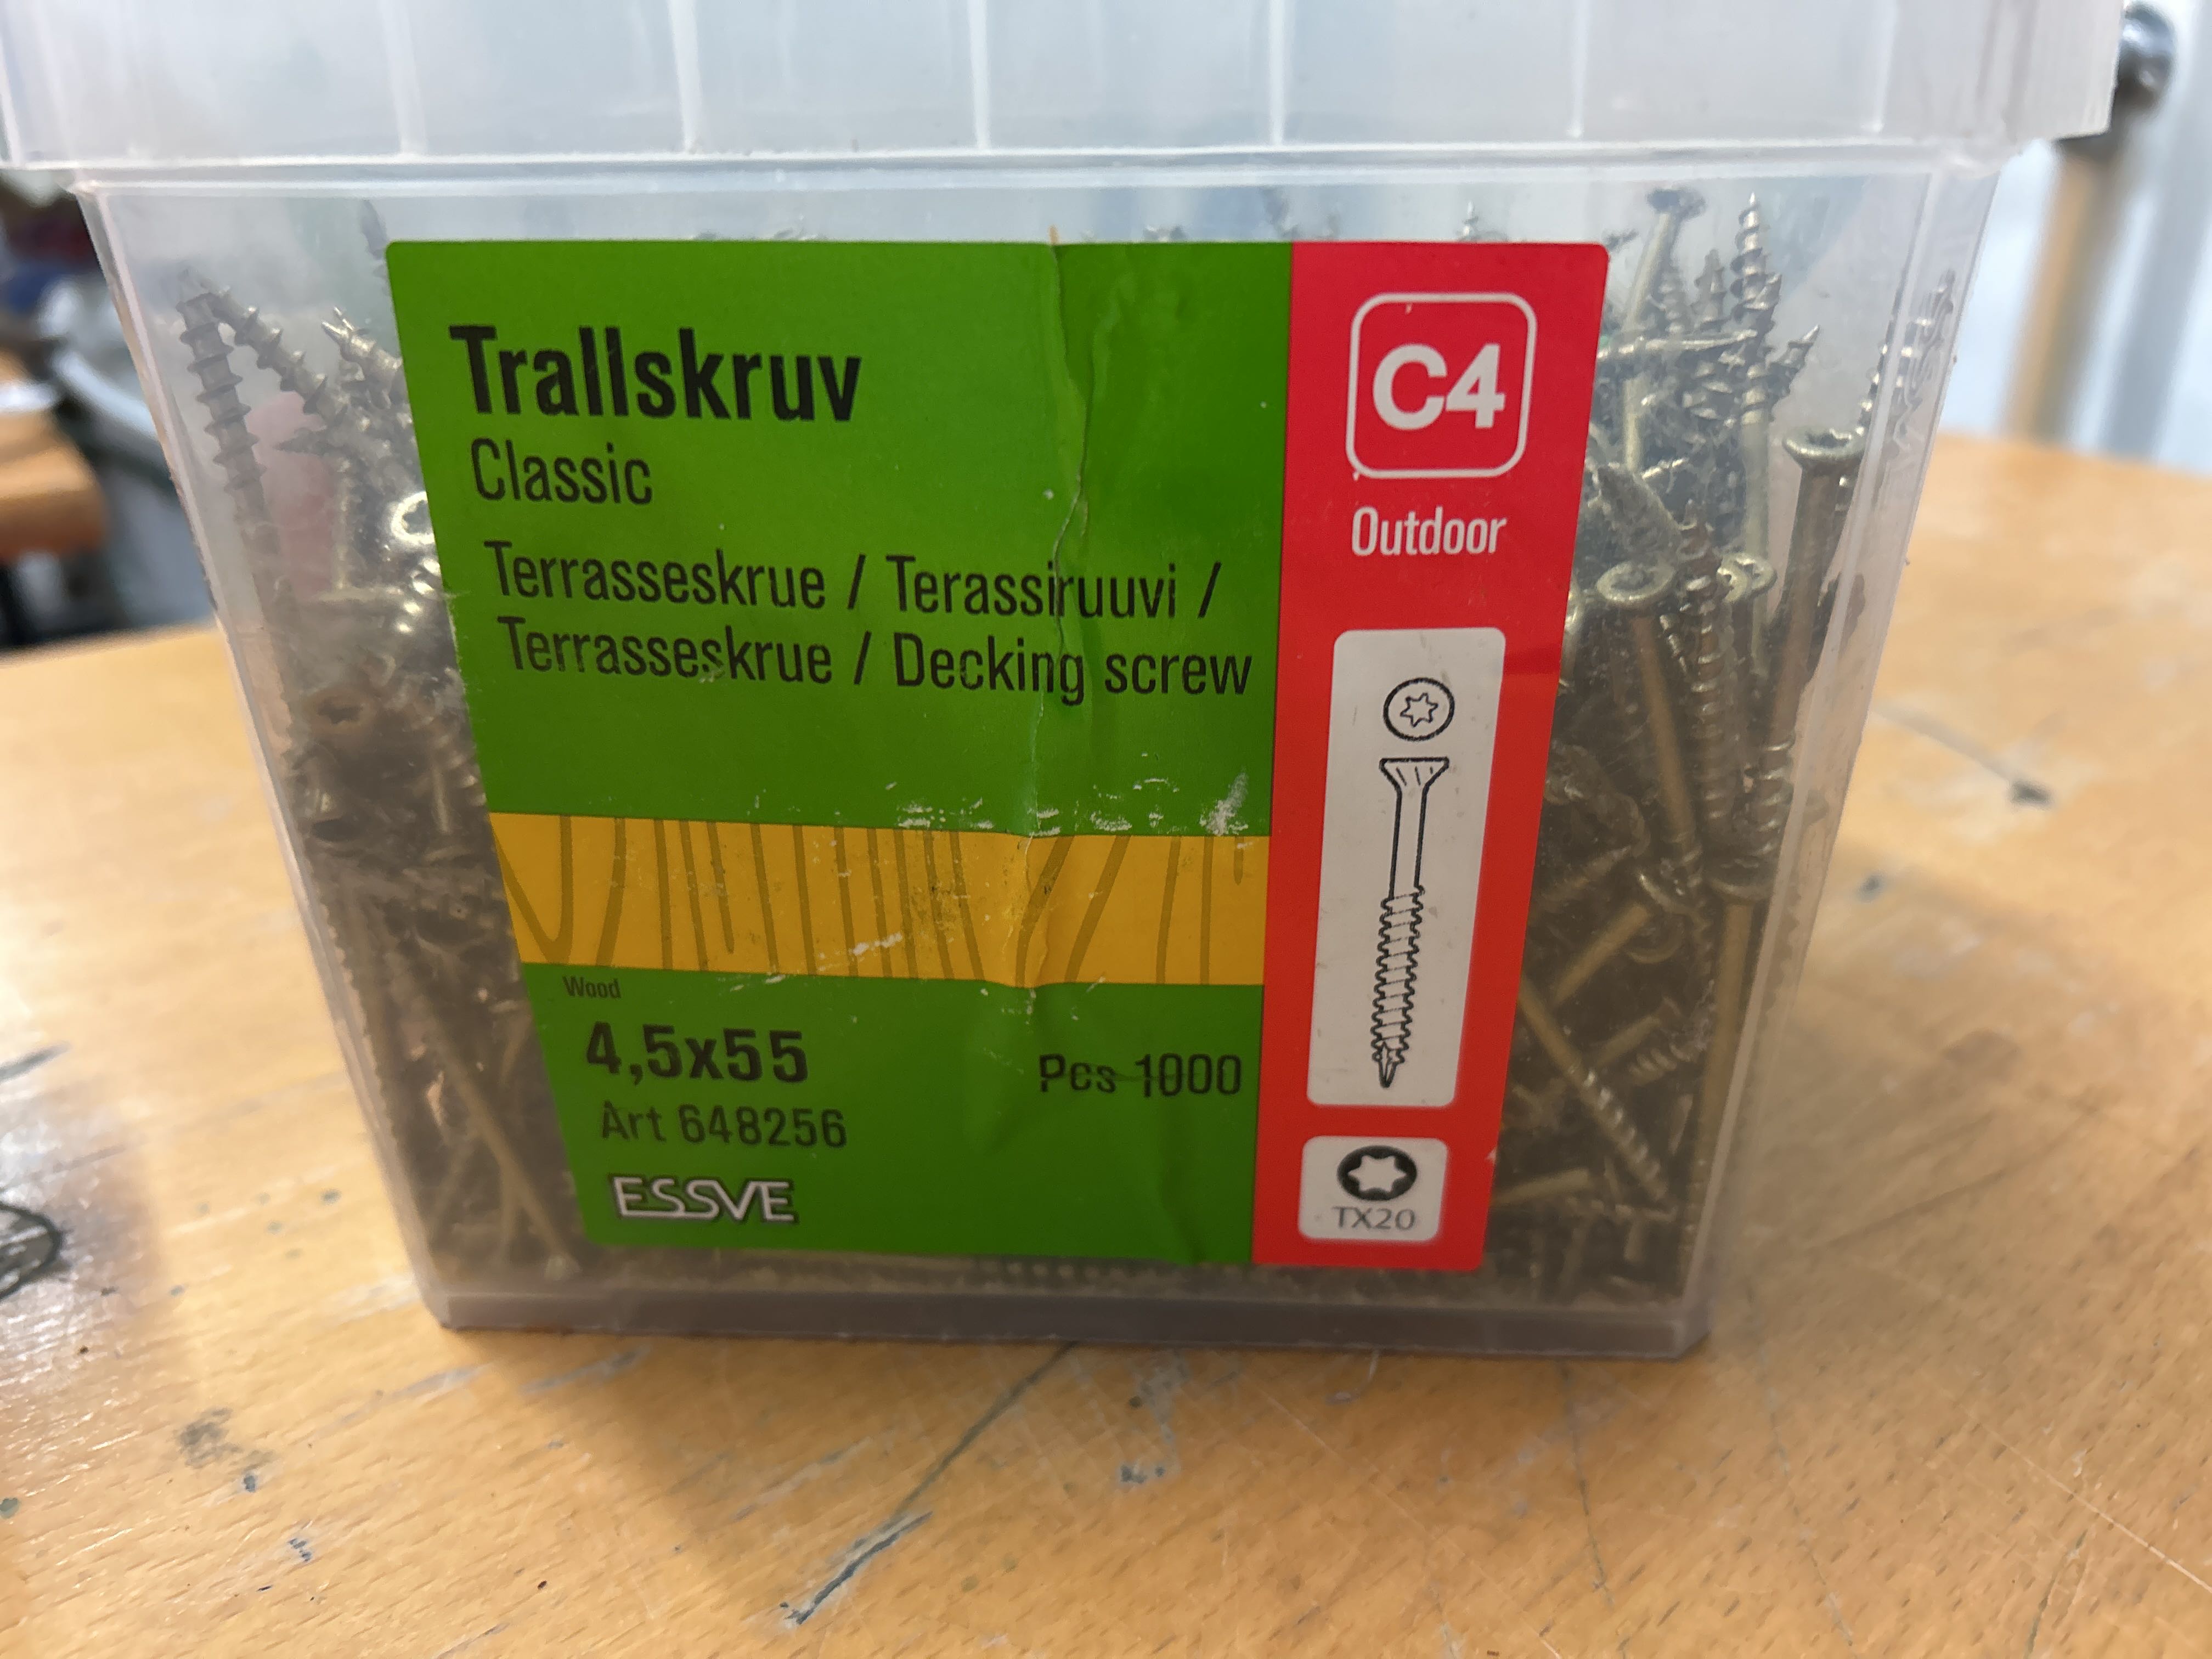 Trallskruv
Classic
Terrasseskrue / Terassiruuvi /
Terrasseskrue / Decking screw
Wood
4,5x55
Pcs 1000
Art 648256
ESSVE
C4
Outdoor
TX20